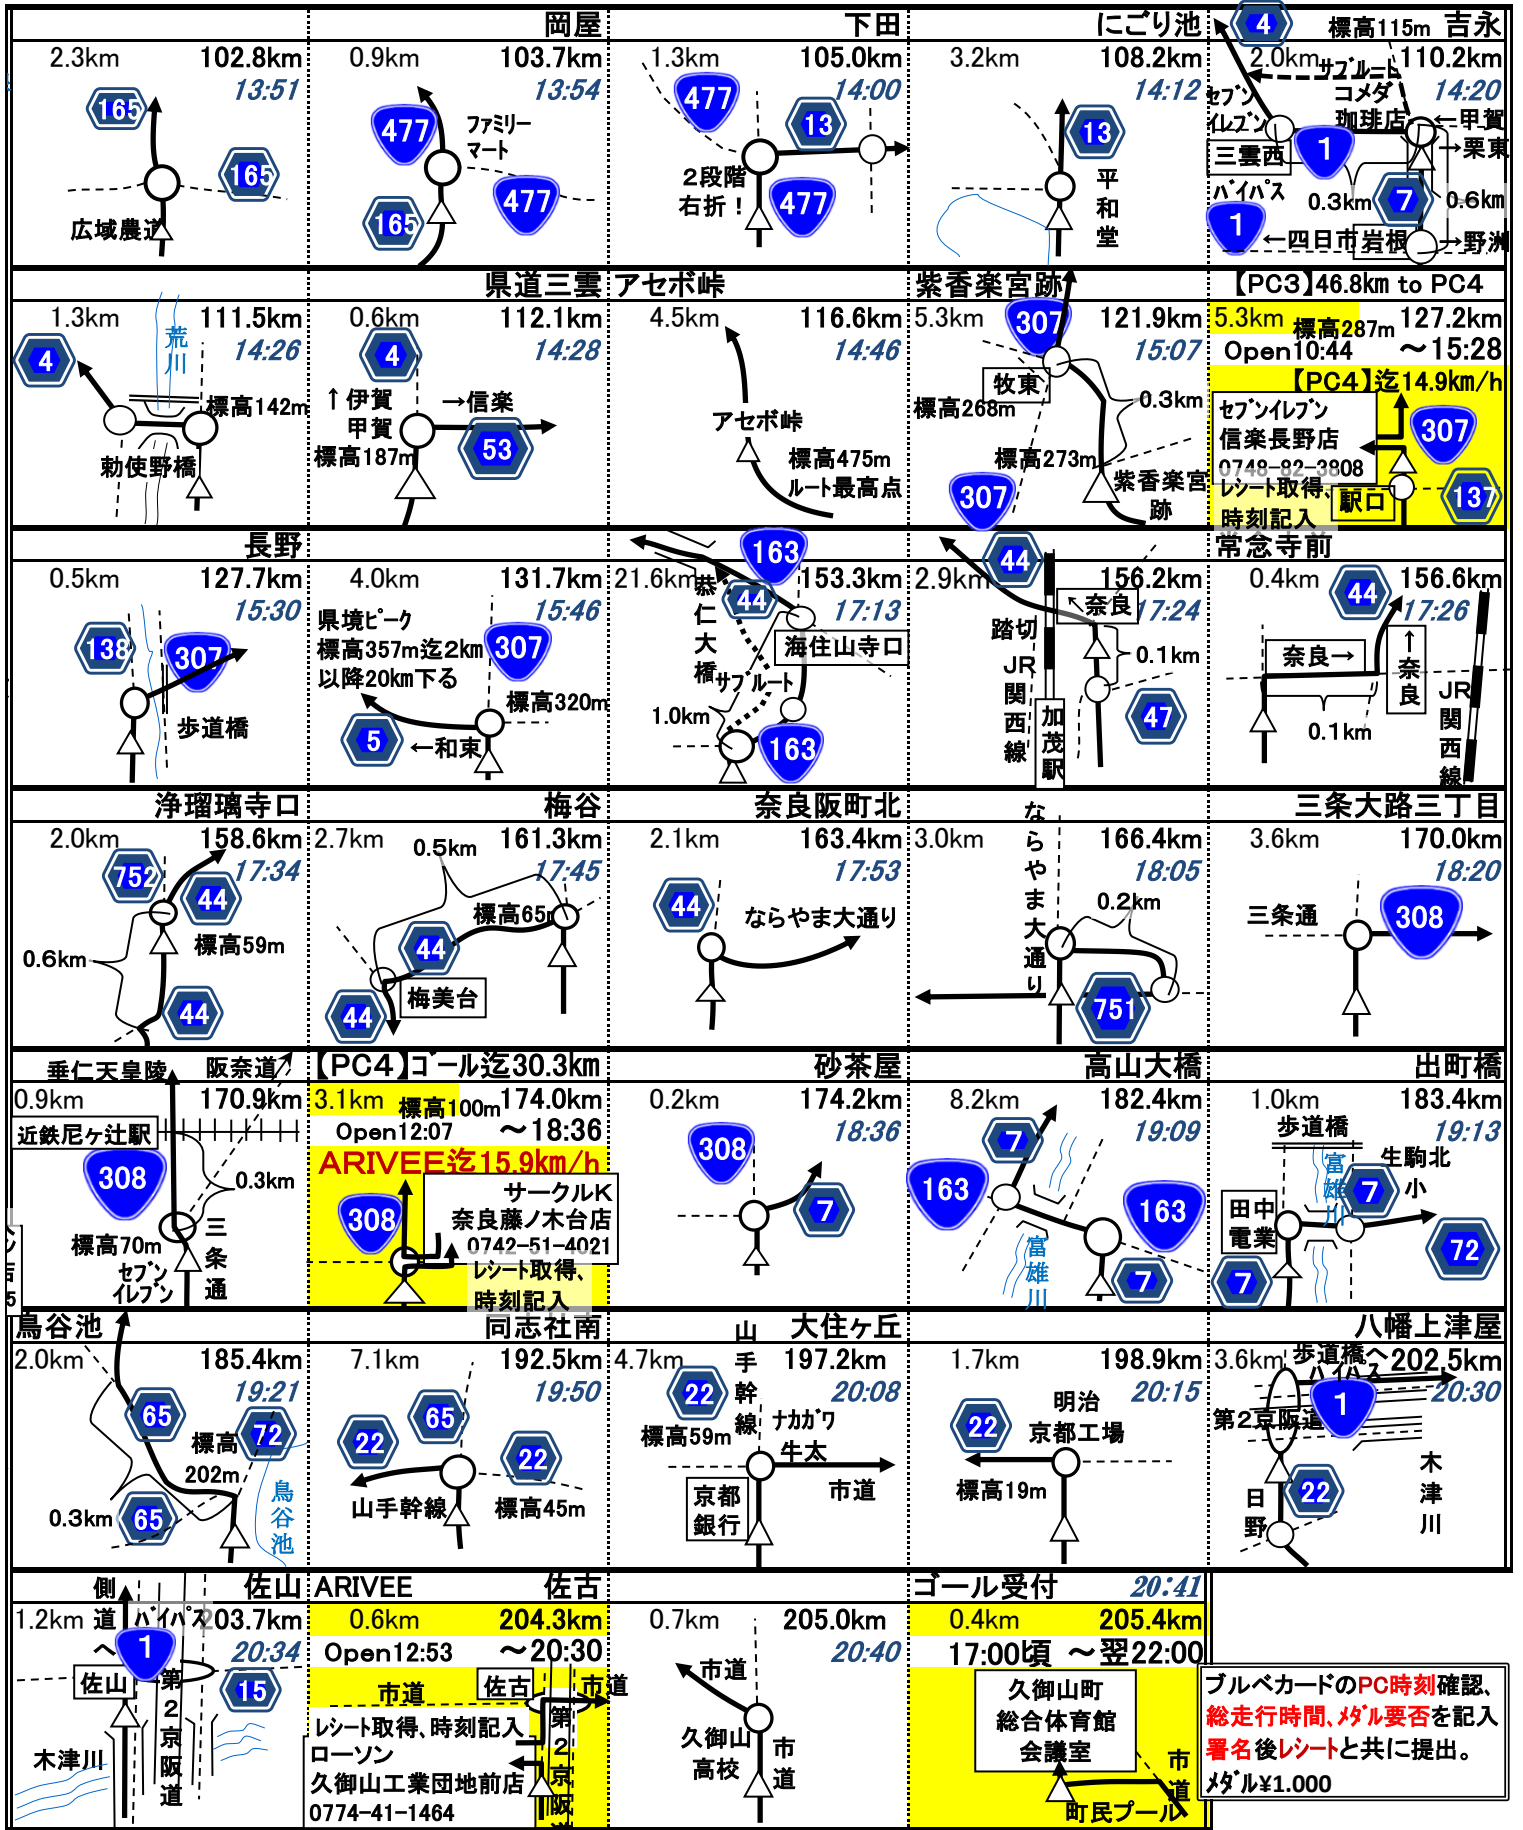 2.3km 102.8km
13:51
165
165
広域農道
岡屋
0.9km 103.7km
13:54
477
ファミリー
マート
477
165
下田
1.3km 105.0km
14:00
477
13
2段階
右折！
477
にごり池
3.2km 108.2km
14:12
13
平和堂
4
標高115m 吉永
2.0km 110.2km
サブルート
14:20
セブン
イレブン
コメダ
珈琲店
←甲賀
→栗東
三雲西
1
バイパス
0.3km
7
0.6km
1
←四日市
岩根
→野洲
1.3km 111.5km
14:26
荒川
4
標高142m
勅使野橋
県道三雲
0.6km 112.1km
14:28
4
↑伊賀
甲賀
→信楽
標高187m
53
アセボ峠
4.5km 116.6km
14:46
アセボ峠
標高475m
ルート最高点
紫香楽宮跡
5.3km 121.9km
307
15:07
牧東
標高268m
0.3km
標高273m
307
紫香楽宮
跡
【PC3】46.8km to PC4
5.3km 標高287m 127.2km
Open10:44 ～15:28
【PC4】迄14.9km/h
セブンイレブン
信楽長野店
0748-82-3808
レシート取得、
時刻記入
307
駅口
137
長野
0.5km 127.7km
15:30
138
307
歩道橋
4.0km 131.7km
15:46
県境ピーク
標高357m迄2km
以降20km下る
307
標高320m
5
←和束
163
21.6km 153.3km
17:13
恭仁大橋
44
海住山寺口
サブルート
1.0km
163
44
2.9km 156.2km
17:24
↖奈良
踏切
JR関西線
0.1km
加茂駅
47
常念寺前
0.4km 156.6km
44
17:26
奈良→
↑奈良
0.1km
JR関西線
浄瑠璃寺口
2.0km 158.6km
17:34
752
44
標高59m
0.6km
44
梅谷
2.7km 161.3km
0.5km
17:45
標高65m
44
梅美台
44
奈良阪町北
2.1km 163.4km
17:53
44
ならやま大通り
3.0km 166.4km
18:05
ならやま大通り
0.2km
751
三条大路三丁目
3.6km 170.0km
18:20
三条通
308
垂仁天皇陵
阪奈道
0.9km 170.9km
近鉄尼ヶ辻駅
308
0.3km
標高70m
三条通
セブン
イレブン
【PC4】ゴール迄30.3km
3.1km 標高100m 174.0km
Open12:07 ～18:36
ARIVEE迄15.9km/h
サークルK
奈良藤ノ木台店
0742-51-4021
308
レシート取得、
時刻記入
砂茶屋
0.2km 174.2km
18:36
308
7
高山大橋
8.2km 182.4km
19:09
7
163
163
富雄川
7
出町橋
1.0km 183.4km
19:13
歩道橋
富雄川
生駒北
小
7
田中
電業
72
7
鳥谷池
2.0km 185.4km
19:21
65
72
標高
202m
0.3km
65
鳥谷池
同志社南
7.1km 192.5km
19:50
65
22
22
山手幹線
標高45m
大住ヶ丘
4.7km 197.2km
20:08
山手幹線
22
標高59m
ナカガワ
牛太
市道
京都
銀行
1.7km 198.9km
20:15
明治
京都工場
22
標高19m
八幡上津屋
3.6km 202.5km
歩道橋へ
バイパス
20:30
第2京阪道
1
木津川
22
日野
佐山
1.2km 203.7km
側道へ
バイパス
20:34
1
佐山
15
第2京阪道
木津川
ARIVEE 佐古
0.6km 204.3km
Open12:53 ～20:30
市道
佐古
市道
レシート取得、時刻記入
ローソン
久御山工業団地前店
0774-41-1464
第2京阪道
0.7km 205.0km
20:40
市道
久御山
高校
市道
ゴール受付 20:41
0.4km 205.4km
17:00頃 ～翌22:00
久御山町
総合体育館
会議室
市道
町民プール
ブルベカードのPC時刻確認、
総走行時間、メダル要否を記入
署名後レシートと共に提出。
メダル¥1.000